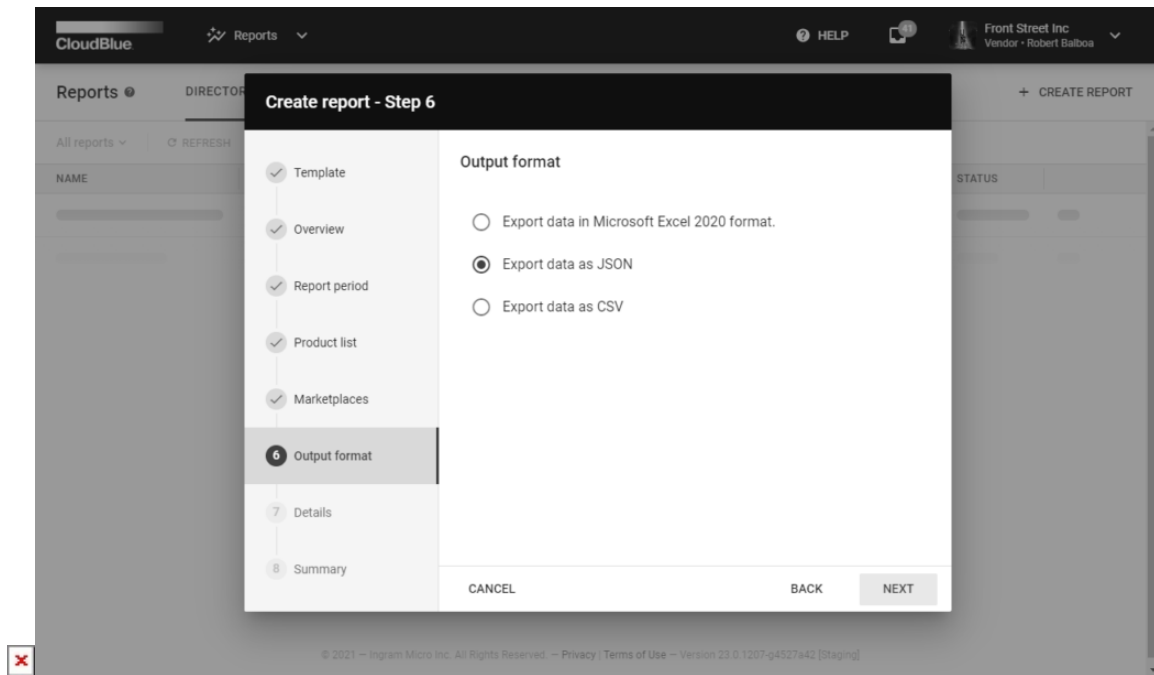 CloudBlue
Reports
HELP
Front Street Inc
Vendor • Robert Balboa
Reports
DIRECTOR
+ CREATE REPORT
All reports
REFRESH
NAME
STATUS
Create report - Step 6
Template
Overview
Report period
Product list
Marketplaces
6 Output format
7 Details
8 Summary
Output format
Export data in Microsoft Excel 2020 format.
Export data as JSON
Export data as CSV
CANCEL
BACK
NEXT
© 2021 — Ingram Micro Inc. All Rights Reserved. — Privacy | Terms of Use — Version 23.0.1207-g4527a42 [Staging]